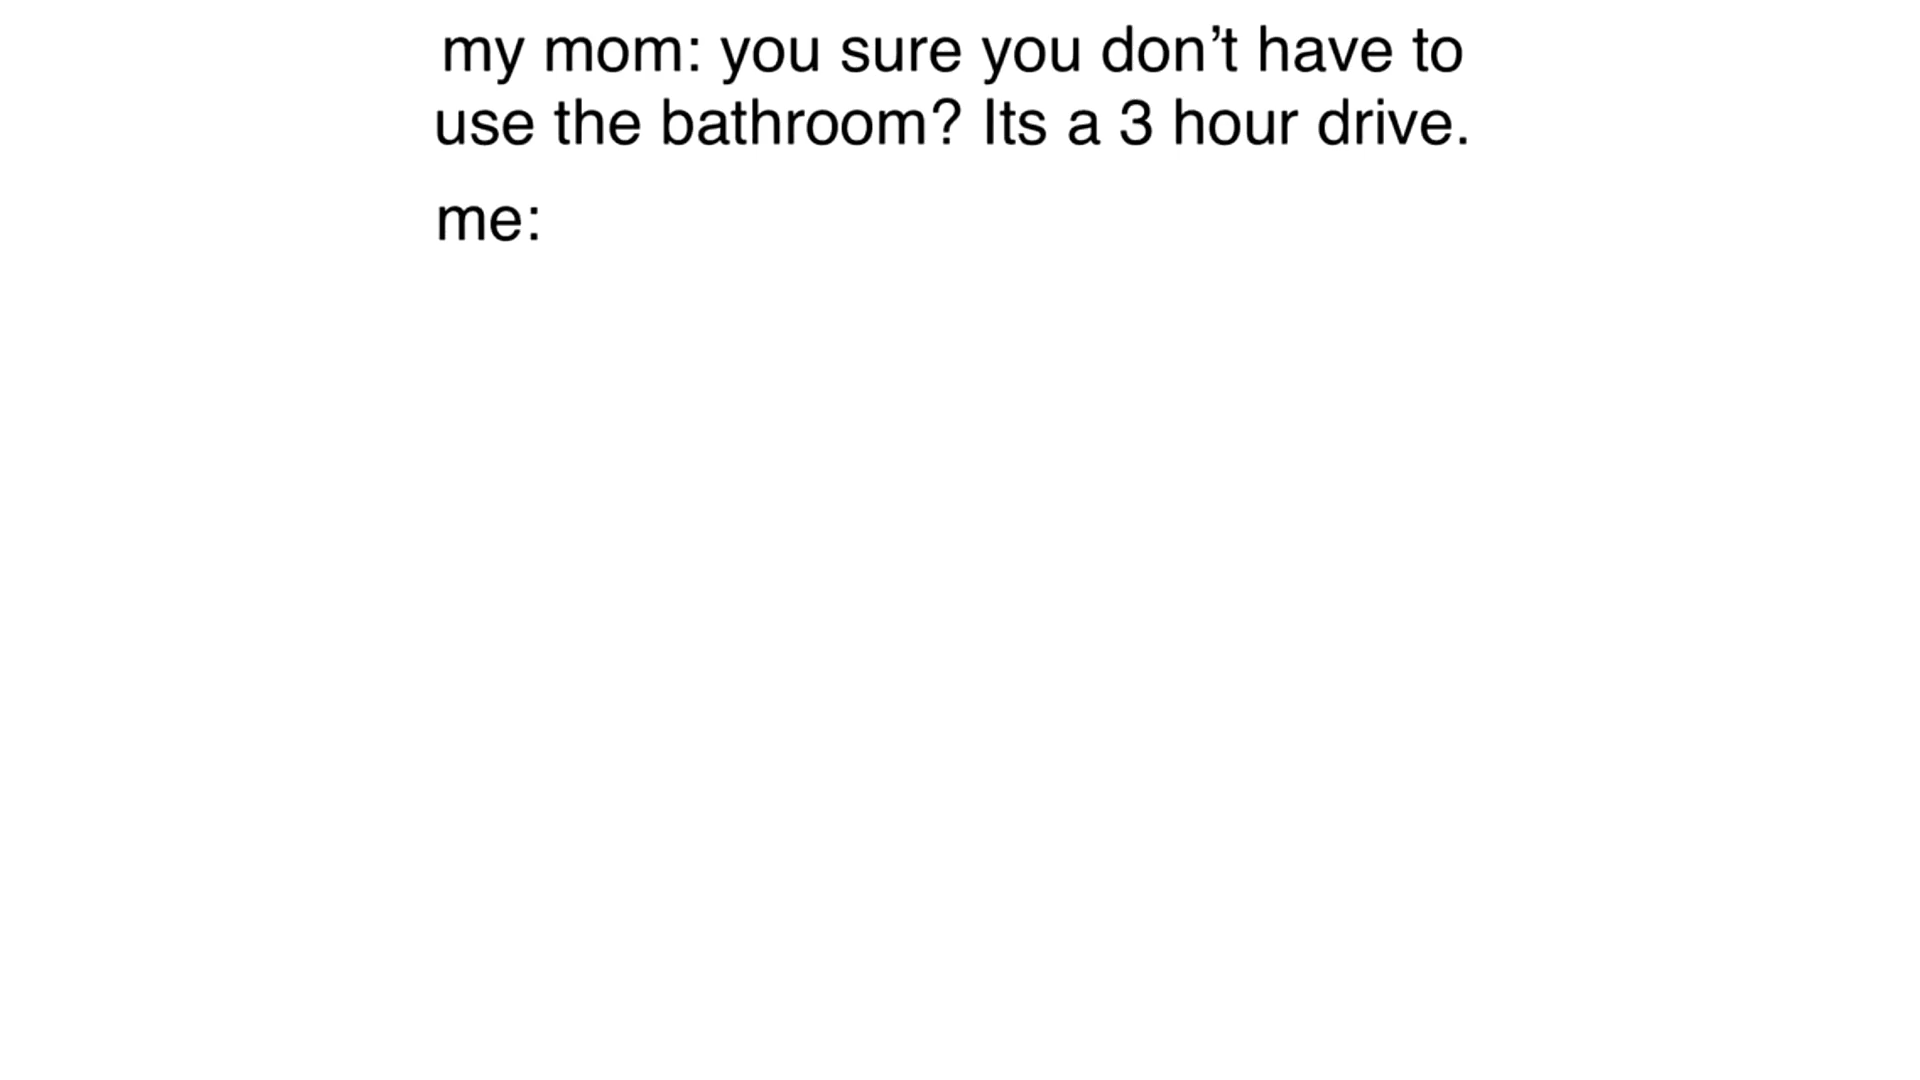 my mom: you sure you don’t have to
use the bathroom? Its a 3 hour drive.
me: